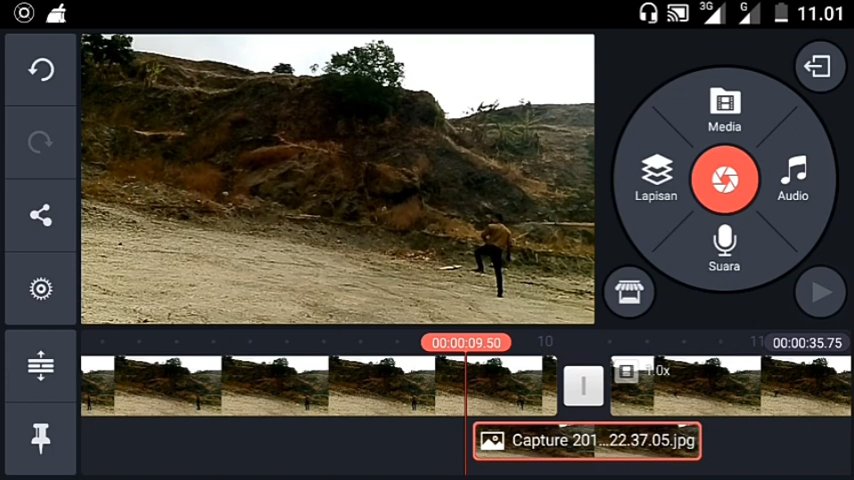 3G
G
11.01
Media
Lapisan
Audio
Suara
00:00:09.50
10
11
00:00:35.75
1.0x
Capture 201...22.37.05.jpg